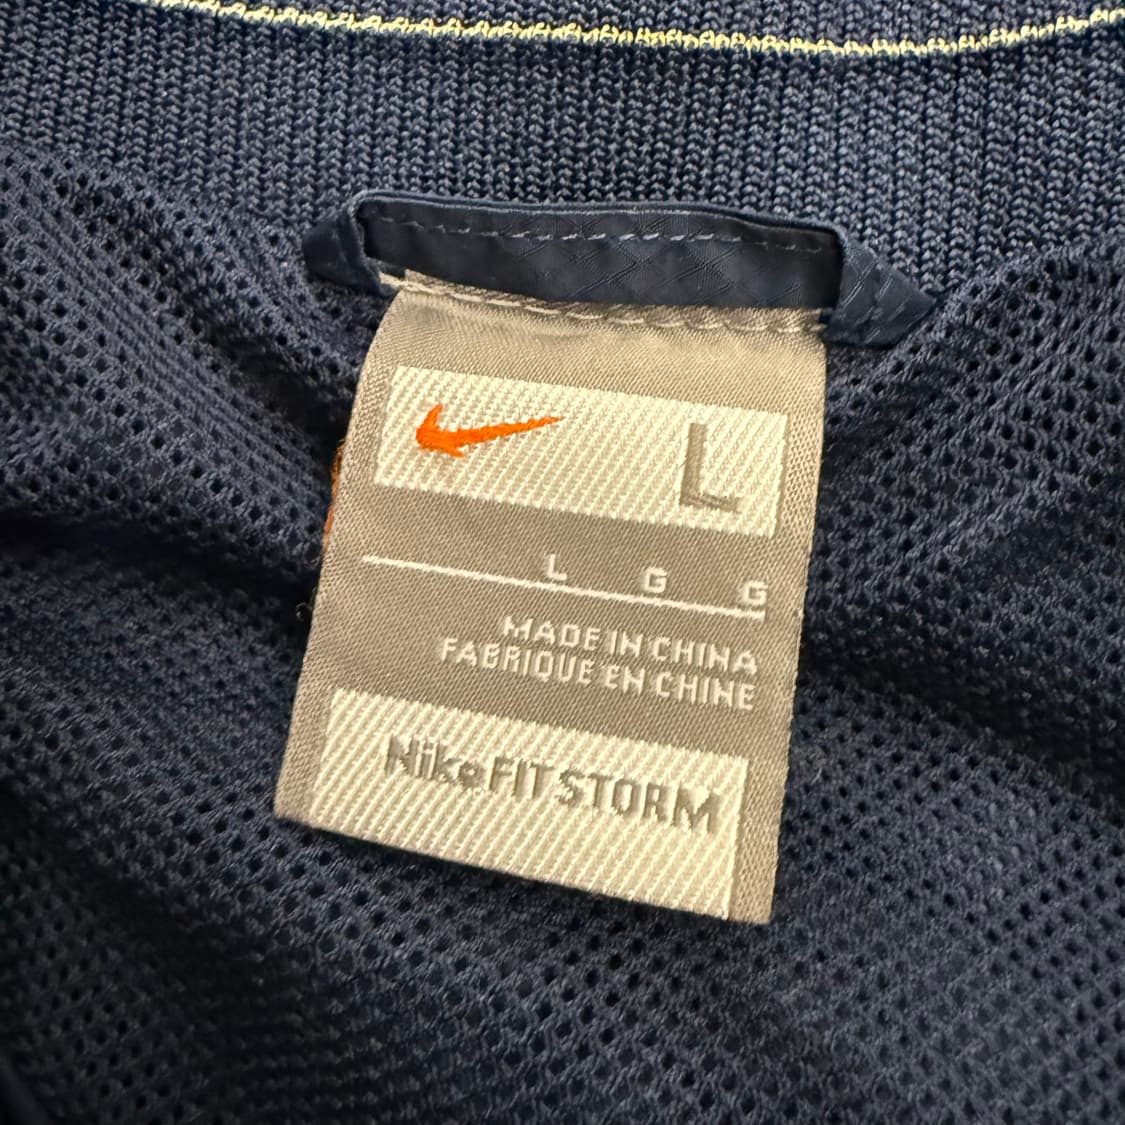 L
L G G
MADE IN CHINA
FABRIQUE EN CHINE
Nike FIT STORM